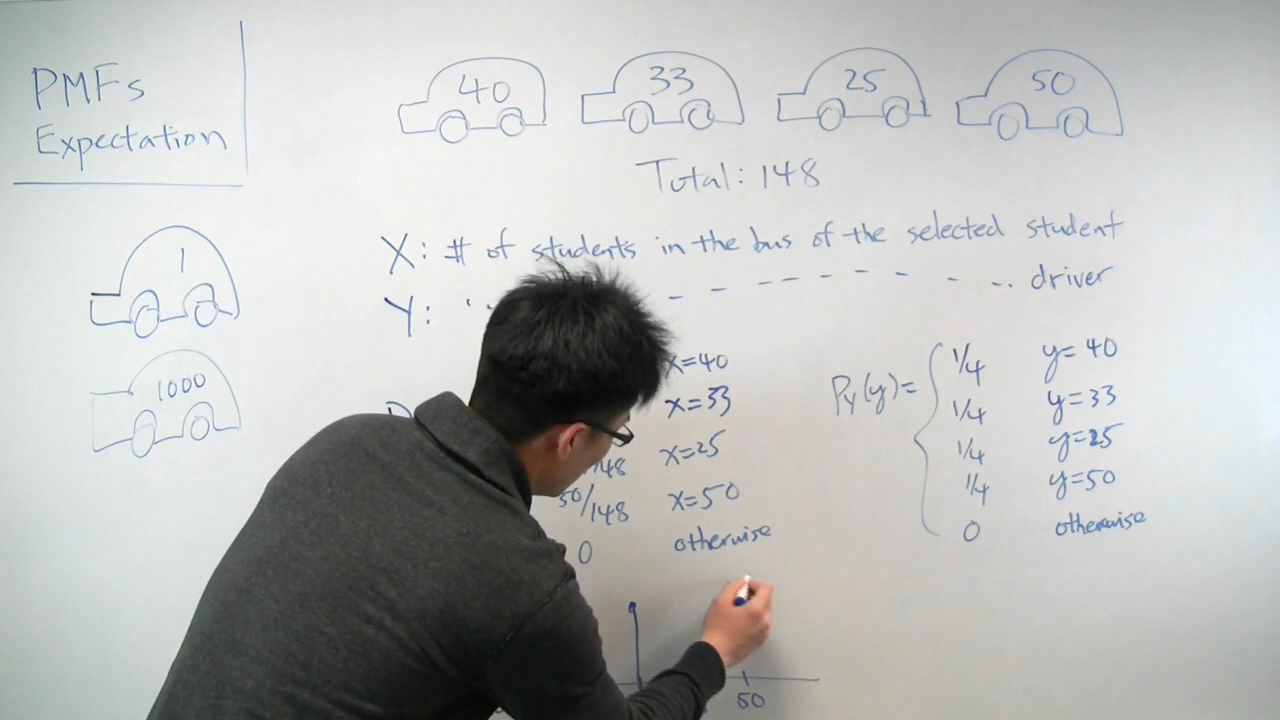 PMFs
Expectation
40 33 25 50
Total: 148
1
1000
X: # of students in the bus of the selected student
Y: driver
x=40
x=33
/148 x=25
50/148 x=50
0 otherwise
P_Y(y)=
1/4 y=40
1/4 y=33
1/4 y=25
1/4 y=50
0 otherwise
50